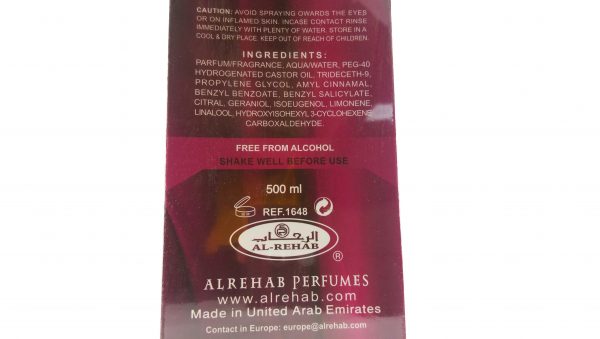 CAUTION: AVOID SPRAYING OWARDS THE EYES
OR ON INFLAMED SKIN. INCASE CONTACT RINSE
IMMEDIATELY WITH PLENTY OF WATER. STORE IN A
COOL & DRY PLACE. KEEP OUT OF REACH OF CHILDREN.
INGREDIENTS:
PARFUM/FRAGRANCE, AQUA/WATER, PEG-40
HYDROGENATED CASTOR OIL, TRIDECETH-9,
PROPYLENE GLYCOL, AMYL CINNAMAL,
BENZYL BENZOATE, BENZYL SALICYLATE,
CITRAL, GERANIOL, ISOEUGENOL, LIMONENE,
LINALOOL, HYDROXYISOHEXYL 3-CYCLOHEXENE
CARBOXALDEHYDE.
FREE FROM ALCOHOL
SHAKE WELL BEFORE USE
500 ml
REF.1648
الرحاب
AL-REHAB
®
ALREHAB PERFUMES
www.alrehab.com
Made in United Arab Emirates
Contact in Europe: europe@alrehab.com